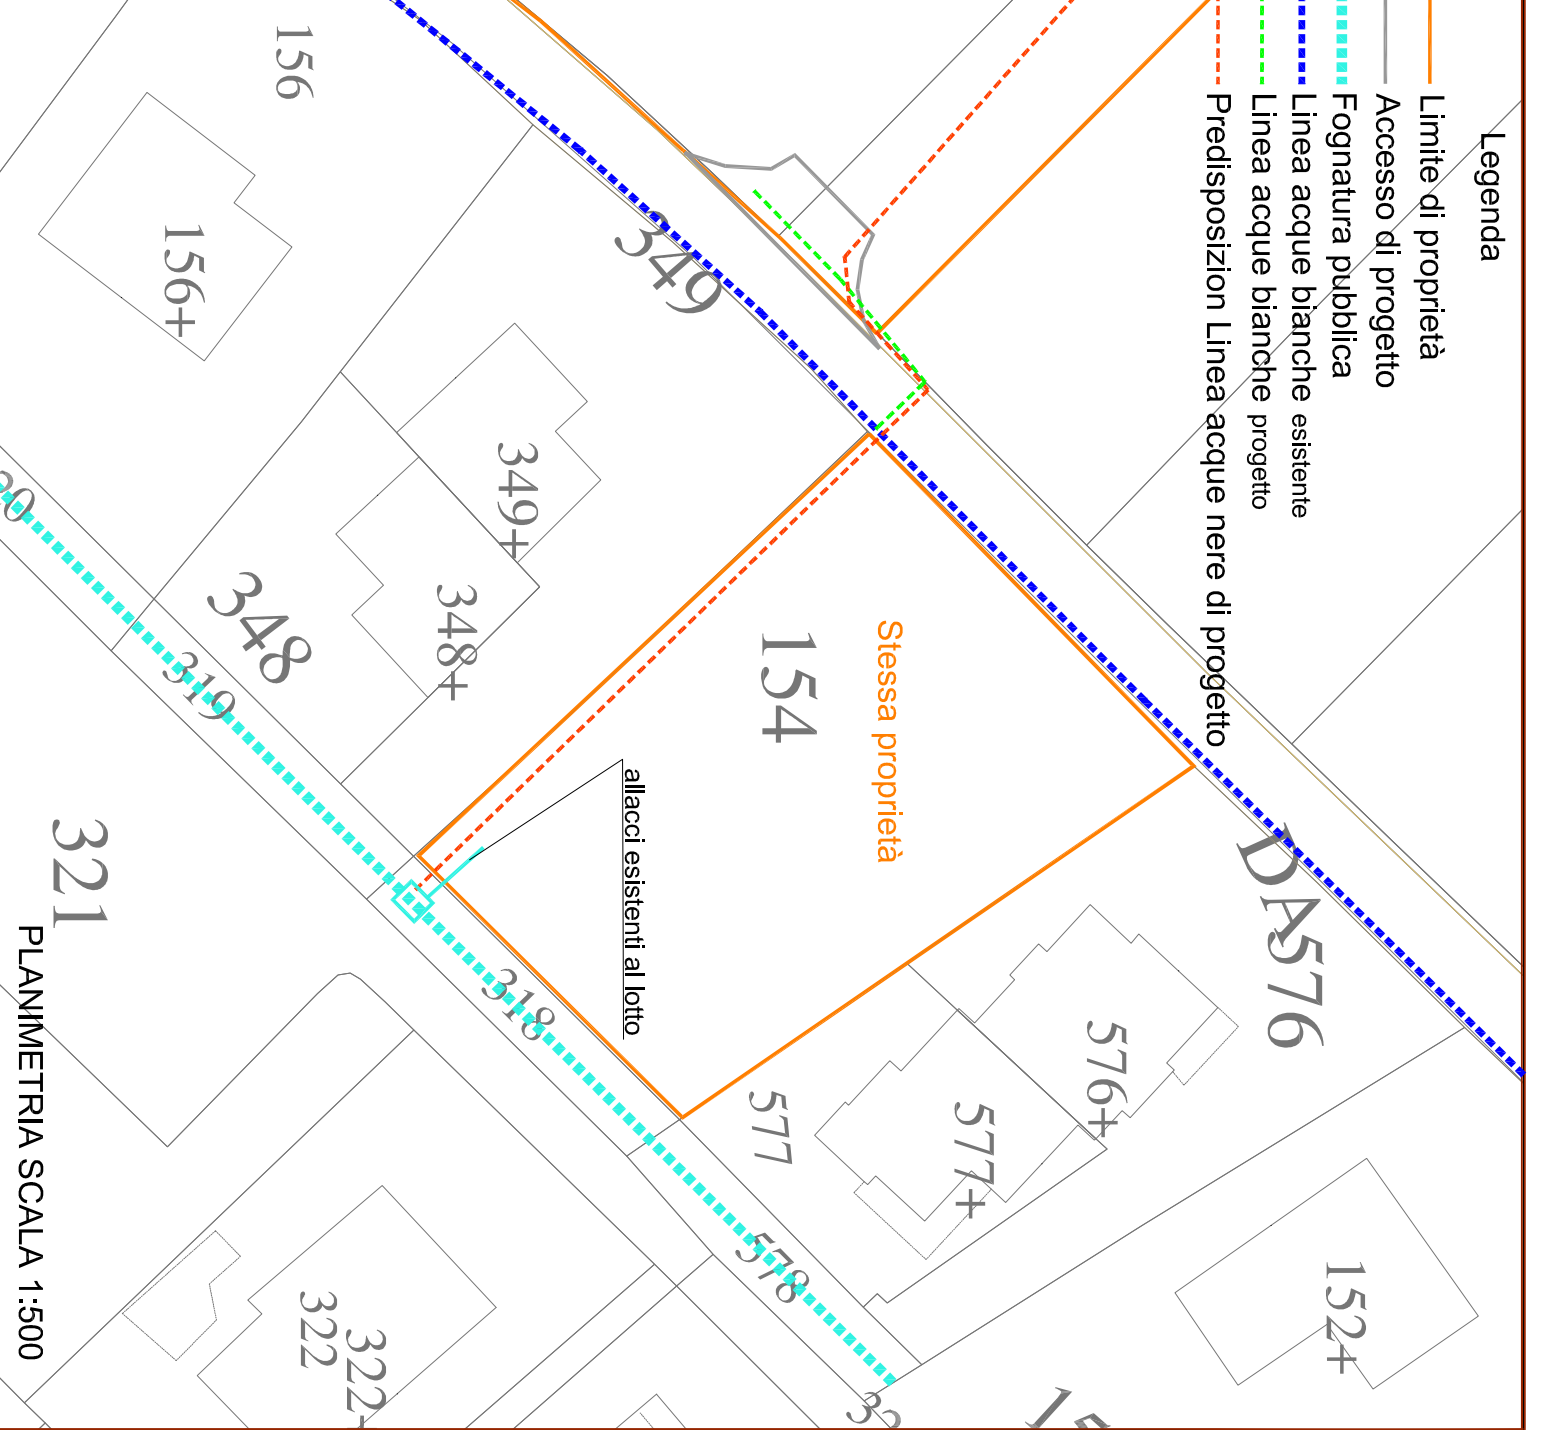 Legenda
Limite di proprietà
Accesso di progetto
Fognatura pubblica
Linea acque bianche esistente
Linea acque bianche progetto
Predisposizion Linea acque nere di progetto
156
156+
349
349+
348+
348
319
20
154
Stessa proprietà
allacci esistenti al lotto
DA576
576+
577+
577
318
578
152+
321
322
322-
PLANIMETRIA SCALA 1:500